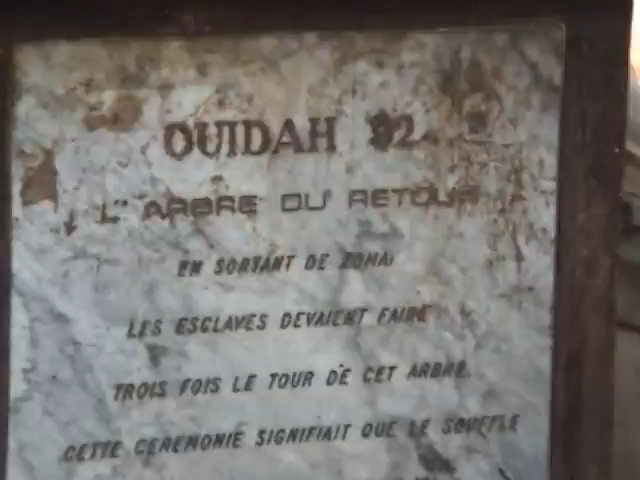 OUIDAH 92
L'ARBRE DU RETOUR
EN SORTANT DE ZOMAI
LES ESCLAVES DEVAIENT FAIRE
TROIS FOIS LE TOUR DE CET ARBRE.
CETTE CEREMONIE SIGNIFIAIT QUE LE SOUFFLE